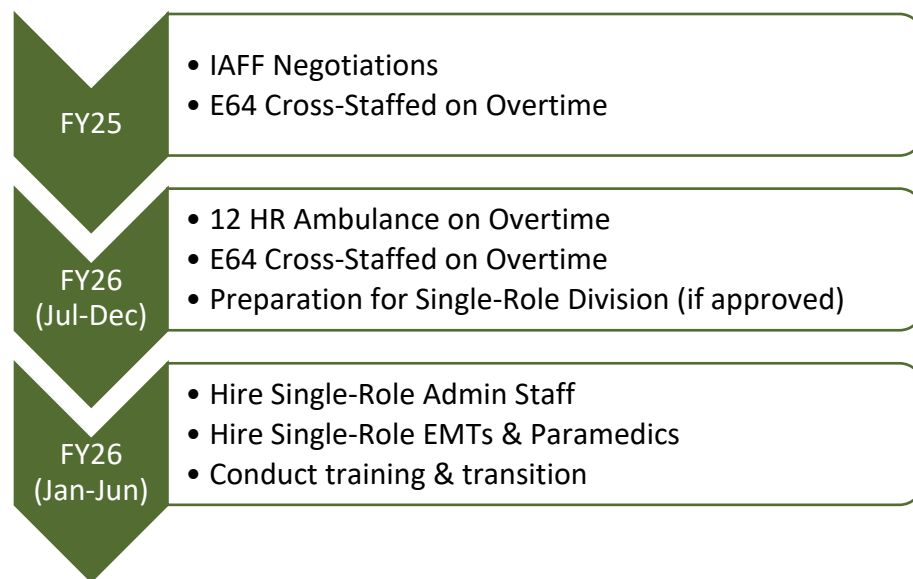 FY25
• IAFF Negotiations
• E64 Cross-Staffed on Overtime
FY26
(Jul-Dec)
• 12 HR Ambulance on Overtime
• E64 Cross-Staffed on Overtime
• Preparation for Single-Role Division (if approved)
FY26
(Jan-Jun)
• Hire Single-Role Admin Staff
• Hire Single-Role EMTs & Paramedics
• Conduct training & transition